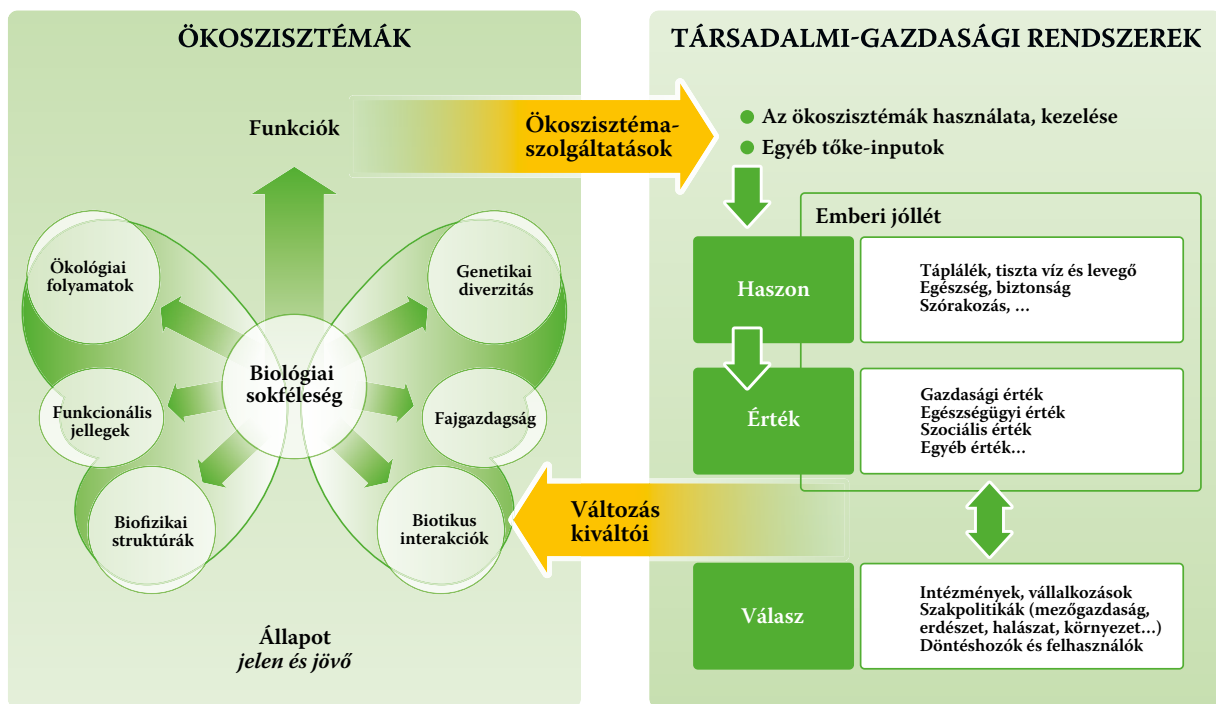 ÖKOSZISZTÉMÁK
Funkciók
Ökoszisztéma-
szolgáltatások
Ökológiai
folyamatok
Genetikai
diverzitás
Biológiai
sokféleség
Funkcionális
jellegek
Fajgazdagság
Biofizikai
struktúrák
Biotikus
interakciók
Változás
kiváltói
Állapot
jelen és jövő
TÁRSADALMI-GAZDASÁGI RENDSZEREK
Az ökoszisztémák használata, kezelése
Egyéb tőke-inputok
Emberi jóllét
Haszon
Táplálék, tiszta víz és levegő
Egészség, biztonság
Szórakozás, ...
Érték
Gazdasági érték
Egészségügyi érték
Szociális érték
Egyéb érték...
Válasz
Intézmények, vállalkozások
Szakpolitikák (mezőgazdaság,
erdészet, halászat, környezet...)
Döntéshozók és felhasználók